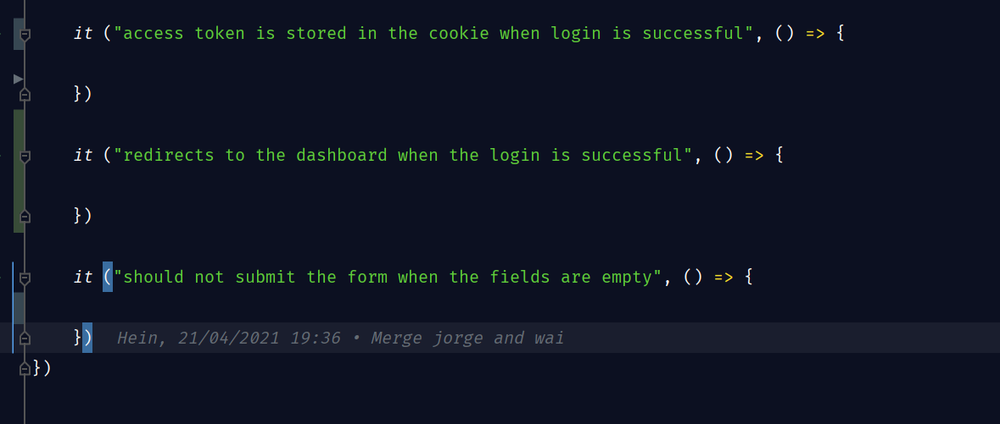 it ("access token is stored in the cookie when login is successful", () => {
})
it ("redirects to the dashboard when the login is successful", () => {
})
it ("should not submit the form when the fields are empty", () => {
}) Hein, 21/04/2021 19:36 • Merge jorge and wai
})